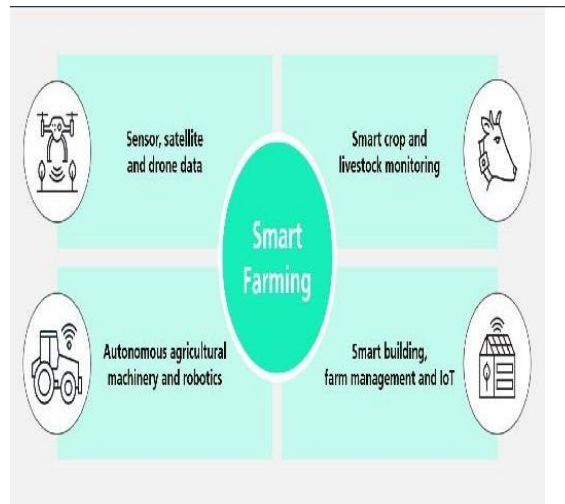 Sensor, satellite
and drone data
Smart crop and
livestock monitoring
Smart
Farming
Autonomous agricultural
machinery and robotics
Smart building,
farm management and IoT